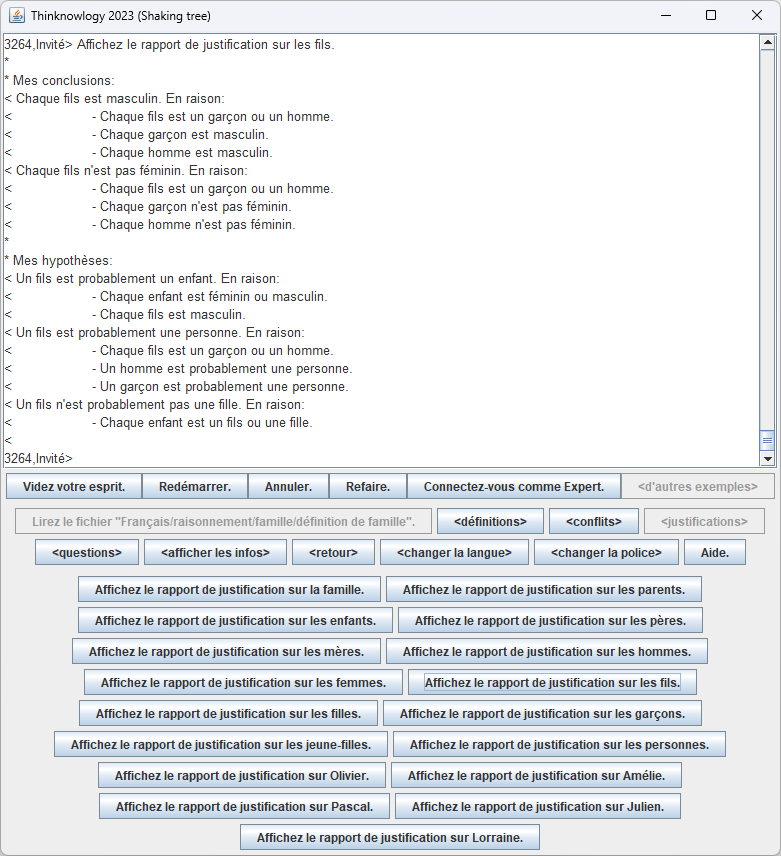 Thinknowlogy 2023 (Shaking tree)
3264,Invité> Affichez le rapport de justification sur les fils.
*
* Mes conclusions:
< Chaque fils est masculin. En raison:
< - Chaque fils est un garçon ou un homme.
< - Chaque garçon est masculin.
< - Chaque homme est masculin.
< Chaque fils n'est pas féminin. En raison:
< - Chaque fils est un garçon ou un homme.
< - Chaque garçon n'est pas féminin.
< - Chaque homme n'est pas féminin.
*
* Mes hypothèses:
< Un fils est probablement un enfant. En raison:
< - Chaque enfant est féminin ou masculin.
< - Chaque fils est masculin.
< Un fils est probablement une personne. En raison:
< - Chaque fils est un garçon ou un homme.
< - Un homme est probablement une personne.
< - Un garçon est probablement une personne.
< Un fils n'est probablement pas une fille. En raison:
< - Chaque enfant est un fils ou une fille.
<
3264,Invité>
Videz votre esprit. Redémarrer. Annuler. Refaire. Connectez-vous comme Expert. <d'autres exemples>
Lirez le fichier "Français/raisonnement/famille/définition de famille". <définitions> <conflits> <justifications>
<questions> <afficher les infos> <retour> <changer la langue> <changer la police> Aide.
Affichez le rapport de justification sur la famille. Affichez le rapport de justification sur les parents.
Affichez le rapport de justification sur les enfants. Affichez le rapport de justification sur les pères.
Affichez le rapport de justification sur les mères. Affichez le rapport de justification sur les hommes.
Affichez le rapport de justification sur les femmes. Affichez le rapport de justification sur les fils.
Affichez le rapport de justification sur les filles. Affichez le rapport de justification sur les garçons.
Affichez le rapport de justification sur les jeune-filles. Affichez le rapport de justification sur les personnes.
Affichez le rapport de justification sur Olivier. Affichez le rapport de justification sur Amélie.
Affichez le rapport de justification sur Pascal. Affichez le rapport de justification sur Julien.
Affichez le rapport de justification sur Lorraine.